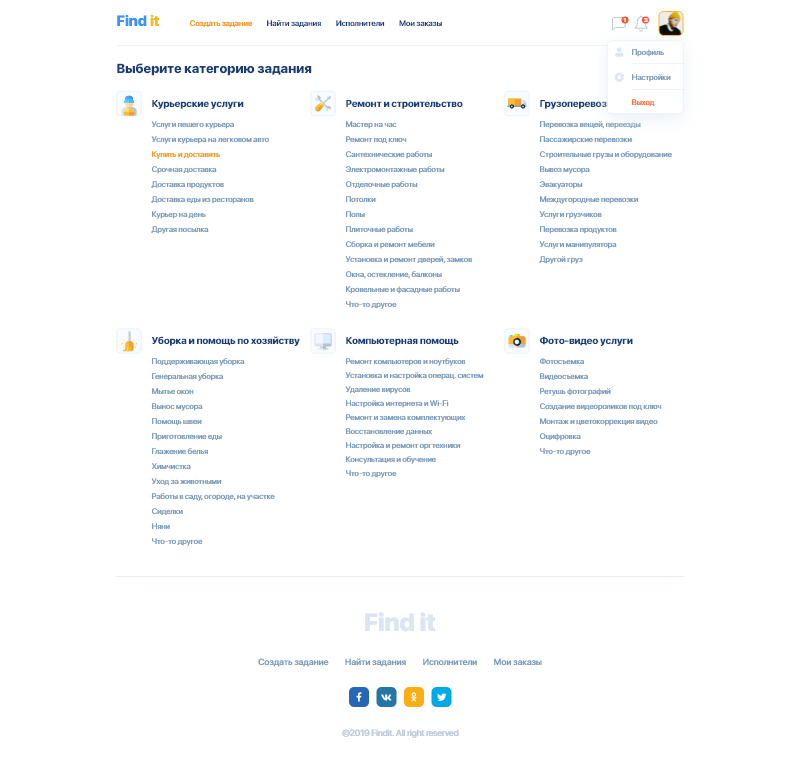 Find it
Создать задание
Найти задания
Исполнители
Мои заказы
1
3
Профиль
Настройки
Выход
Выберите категорию задания
Курьерские услуги
Услуги пешего курьера
Услуги курьера на легковом авто
Купить и доставить
Срочная доставка
Доставка продуктов
Доставка еды из ресторанов
Курьер на день
Другая посылка
Ремонт и строительство
Мастер на час
Ремонт под ключ
Сантехнические работы
Электромонтажные работы
Отделочные работы
Потолки
Полы
Плиточные работы
Сборка и ремонт мебели
Установка и ремонт дверей, замков
Окна, остекление, балконы
Кровельные и фасадные работы
Что-то другое
Грузоперевоз
Перевозка вещей, переезды
Пассажирские перевозки
Строительные грузы и оборудование
Вывоз мусора
Эвакуаторы
Междугородные перевозки
Услуги грузчиков
Перевозка продуктов
Услуги манипулятора
Другой груз
Уборка и помощь по хозяйству
Поддерживающая уборка
Генеральная уборка
Мытье окон
Вынос мусора
Помощь швеи
Приготовление еды
Глажение белья
Химчистка
Уход за животными
Работы в саду, огороде, на участке
Сиделки
Няни
Что-то другое
Компьютерная помощь
Ремонт компьютеров и ноутбуков
Установка и настройка операц. систем
Удаление вирусов
Настройка интернета и Wi-Fi
Ремонт и замена комплектующих
Восстановление данных
Настройка и ремонт оргтехники
Консультация и обучение
Что-то другое
Фото-видео услуги
Фотосъемка
Видеосъемка
Ретушь фотографий
Создание видеороликов под ключ
Монтаж и цветокоррекция видео
Оцифровка
Что-то другое
Find it
Создать задание
Найти задания
Исполнители
Мои заказы
©2019 Findit. All right reserved